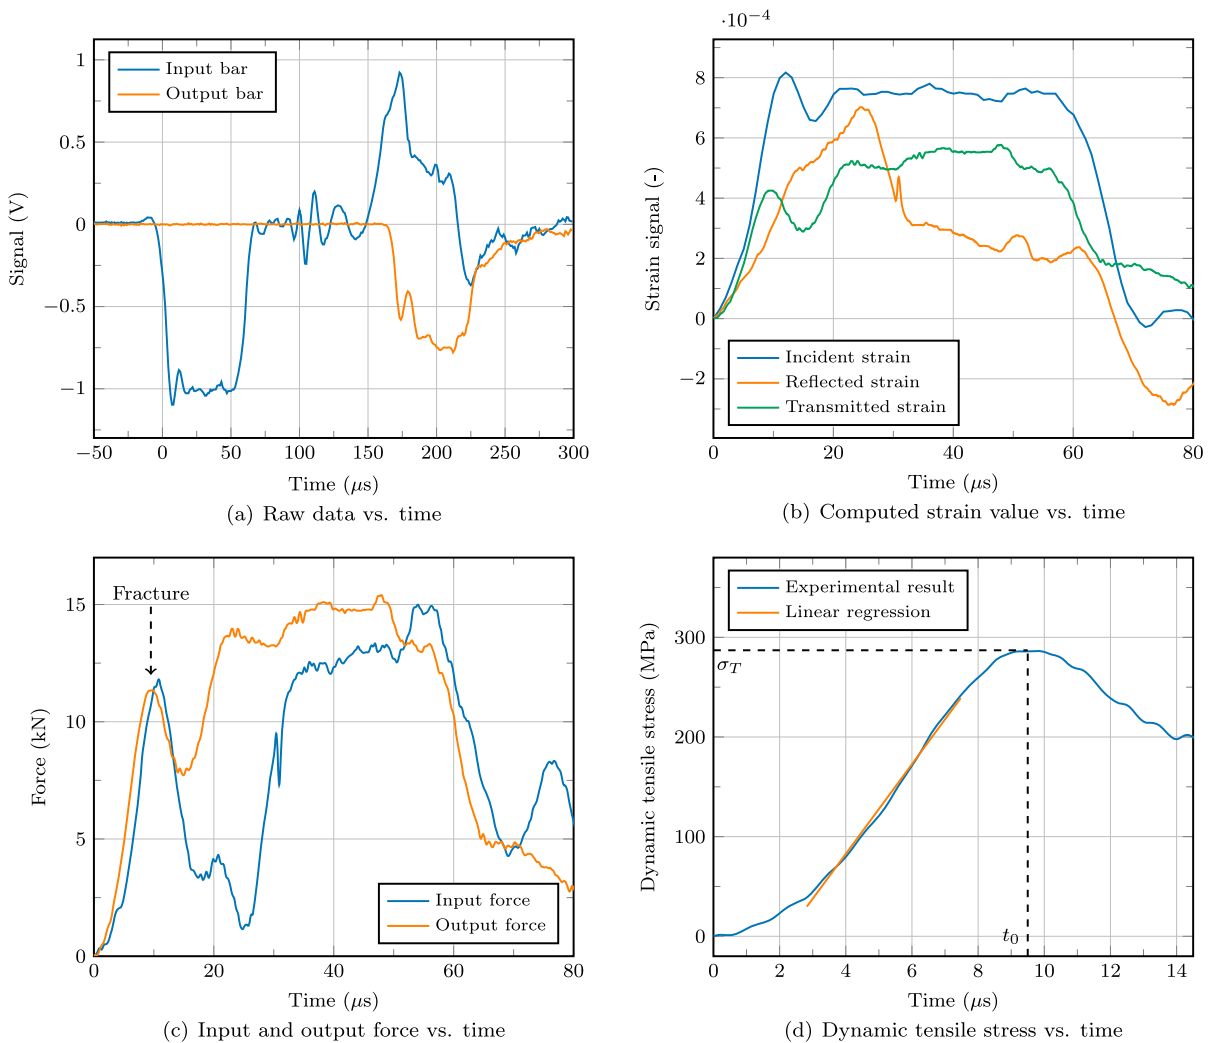 1
0.5
0
−0.5
−1
Signal (V)
Input bar
Output bar
−50 0 50 100 150 200 250 300
Time (μs)
(a) Raw data vs. time
·10⁻⁴
8
6
4
2
0
−2
Strain signal (-)
Incident strain
Reflected strain
Transmitted strain
0 20 40 60 80
Time (μs)
(b) Computed strain value vs. time
15
10
5
0
Force (kN)
Fracture
Input force
Output force
0 20 40 60 80
Time (μs)
(c) Input and output force vs. time
300
200
100
0
Dynamic tensile stress (MPa)
Experimental result
Linear regression
σT
t0
0 2 4 6 8 10 12 14
Time (μs)
(d) Dynamic tensile stress vs. time